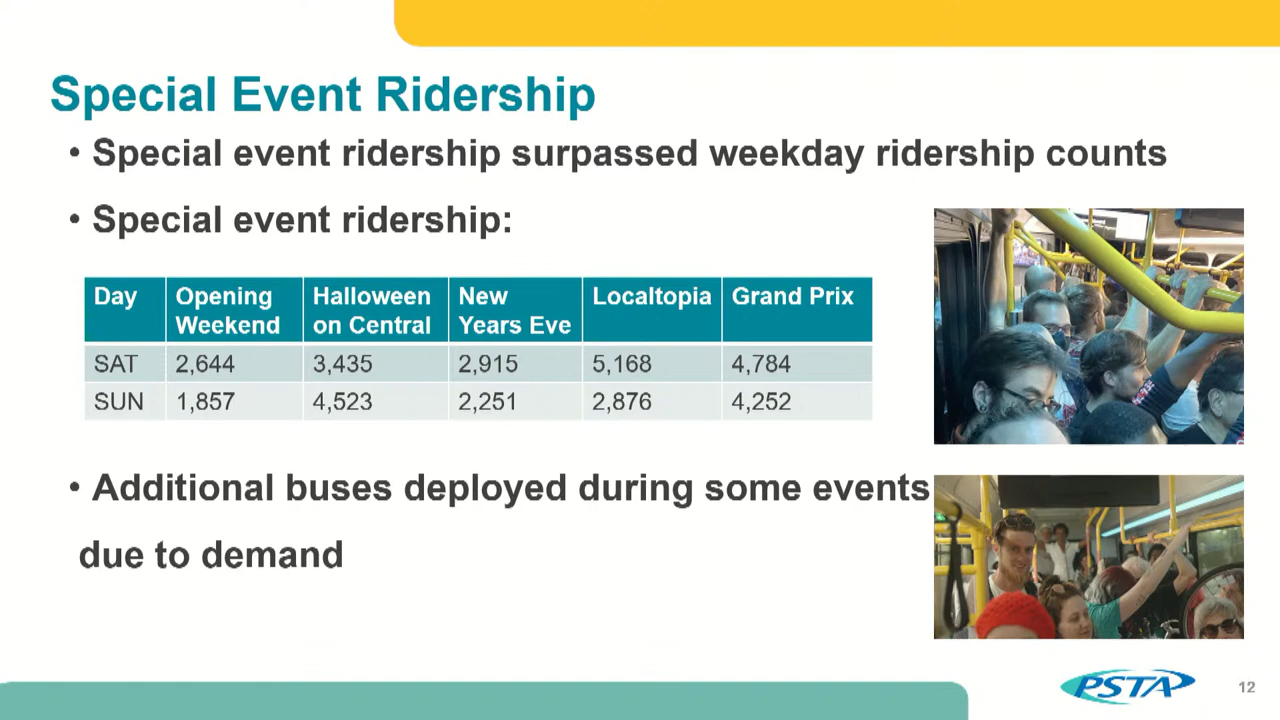 Special Event Ridership
• Special event ridership surpassed weekday ridership counts
• Special event ridership:
Day Opening Weekend Halloween on Central New Years Eve Localtopia Grand Prix
SAT 2,644 3,435 2,915 5,168 4,784
SUN 1,857 4,523 2,251 2,876 4,252
• Additional buses deployed during some events
due to demand
PSTA
12